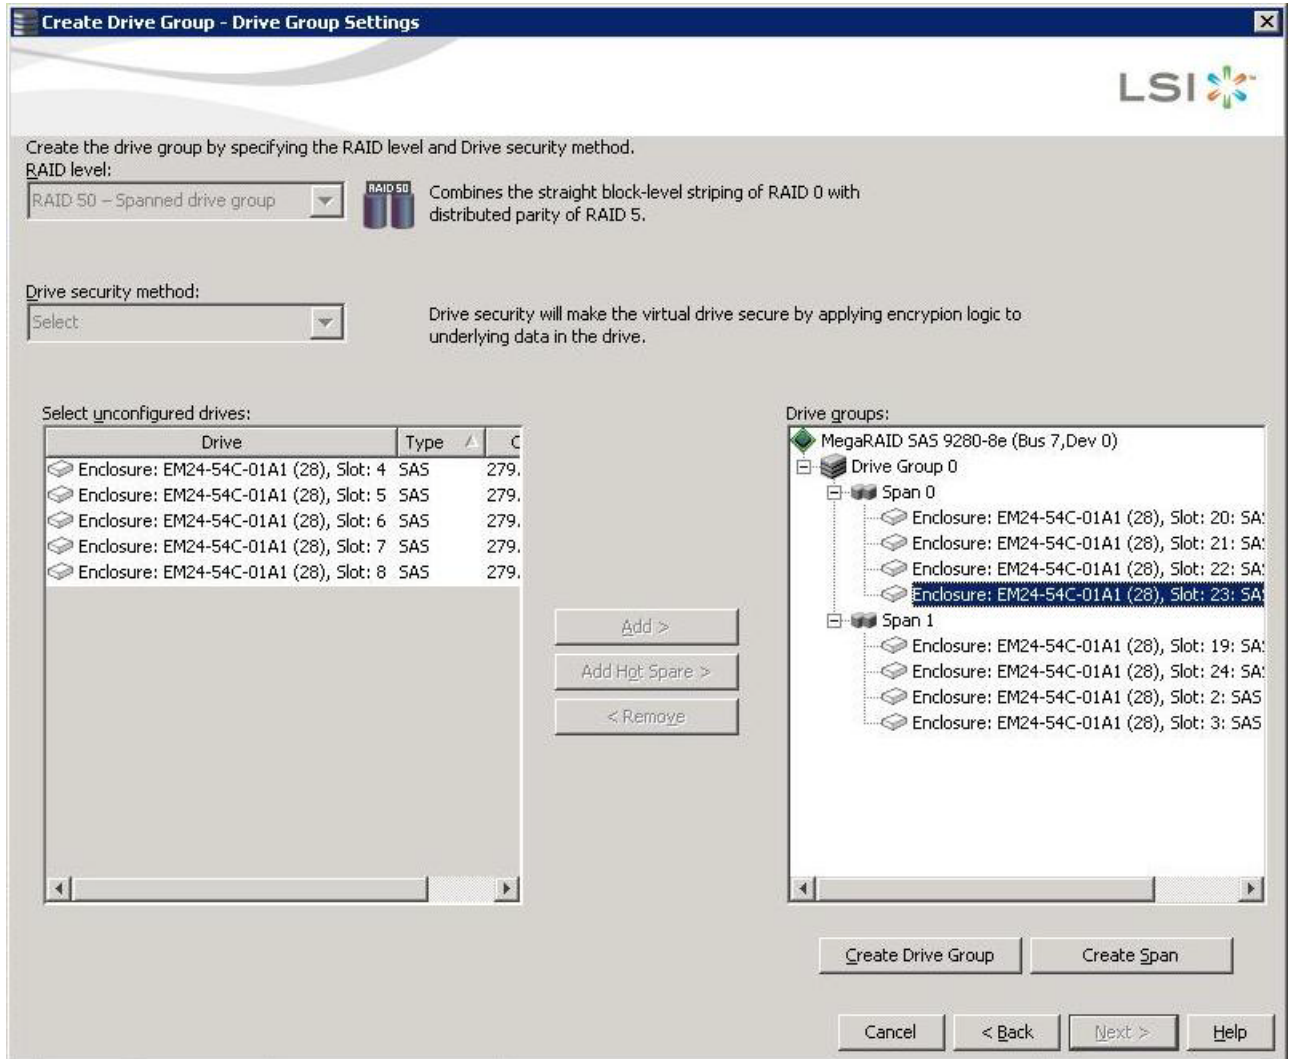 Create Drive Group - Drive Group Settings
LSI
Create the drive group by specifying the RAID level and Drive security method.
RAID level:
RAID 50 – Spanned drive group
RAID 50
Combines the straight block-level striping of RAID 0 with
distributed parity of RAID 5.
Drive security method:
Select
Drive security will make the virtual drive secure by applying encrypion logic to
underlying data in the drive.
Select unconfigured drives:
Drive Type C
Enclosure: EM24-54C-01A1 (28), Slot: 4 SAS 279.
Enclosure: EM24-54C-01A1 (28), Slot: 5 SAS 279.
Enclosure: EM24-54C-01A1 (28), Slot: 6 SAS 279.
Enclosure: EM24-54C-01A1 (28), Slot: 7 SAS 279.
Enclosure: EM24-54C-01A1 (28), Slot: 8 SAS 279.
Add >
Add Hot Spare >
< Remove
Drive groups:
MegaRAID SAS 9280-8e (Bus 7,Dev 0)
Drive Group 0
Span 0
Enclosure: EM24-54C-01A1 (28), Slot: 20: SA
Enclosure: EM24-54C-01A1 (28), Slot: 21: SA
Enclosure: EM24-54C-01A1 (28), Slot: 22: SA
Enclosure: EM24-54C-01A1 (28), Slot: 23: SA
Span 1
Enclosure: EM24-54C-01A1 (28), Slot: 19: SA
Enclosure: EM24-54C-01A1 (28), Slot: 24: SA
Enclosure: EM24-54C-01A1 (28), Slot: 2: SAS
Enclosure: EM24-54C-01A1 (28), Slot: 3: SAS
Create Drive Group
Create Span
Cancel
< Back
Next >
Help